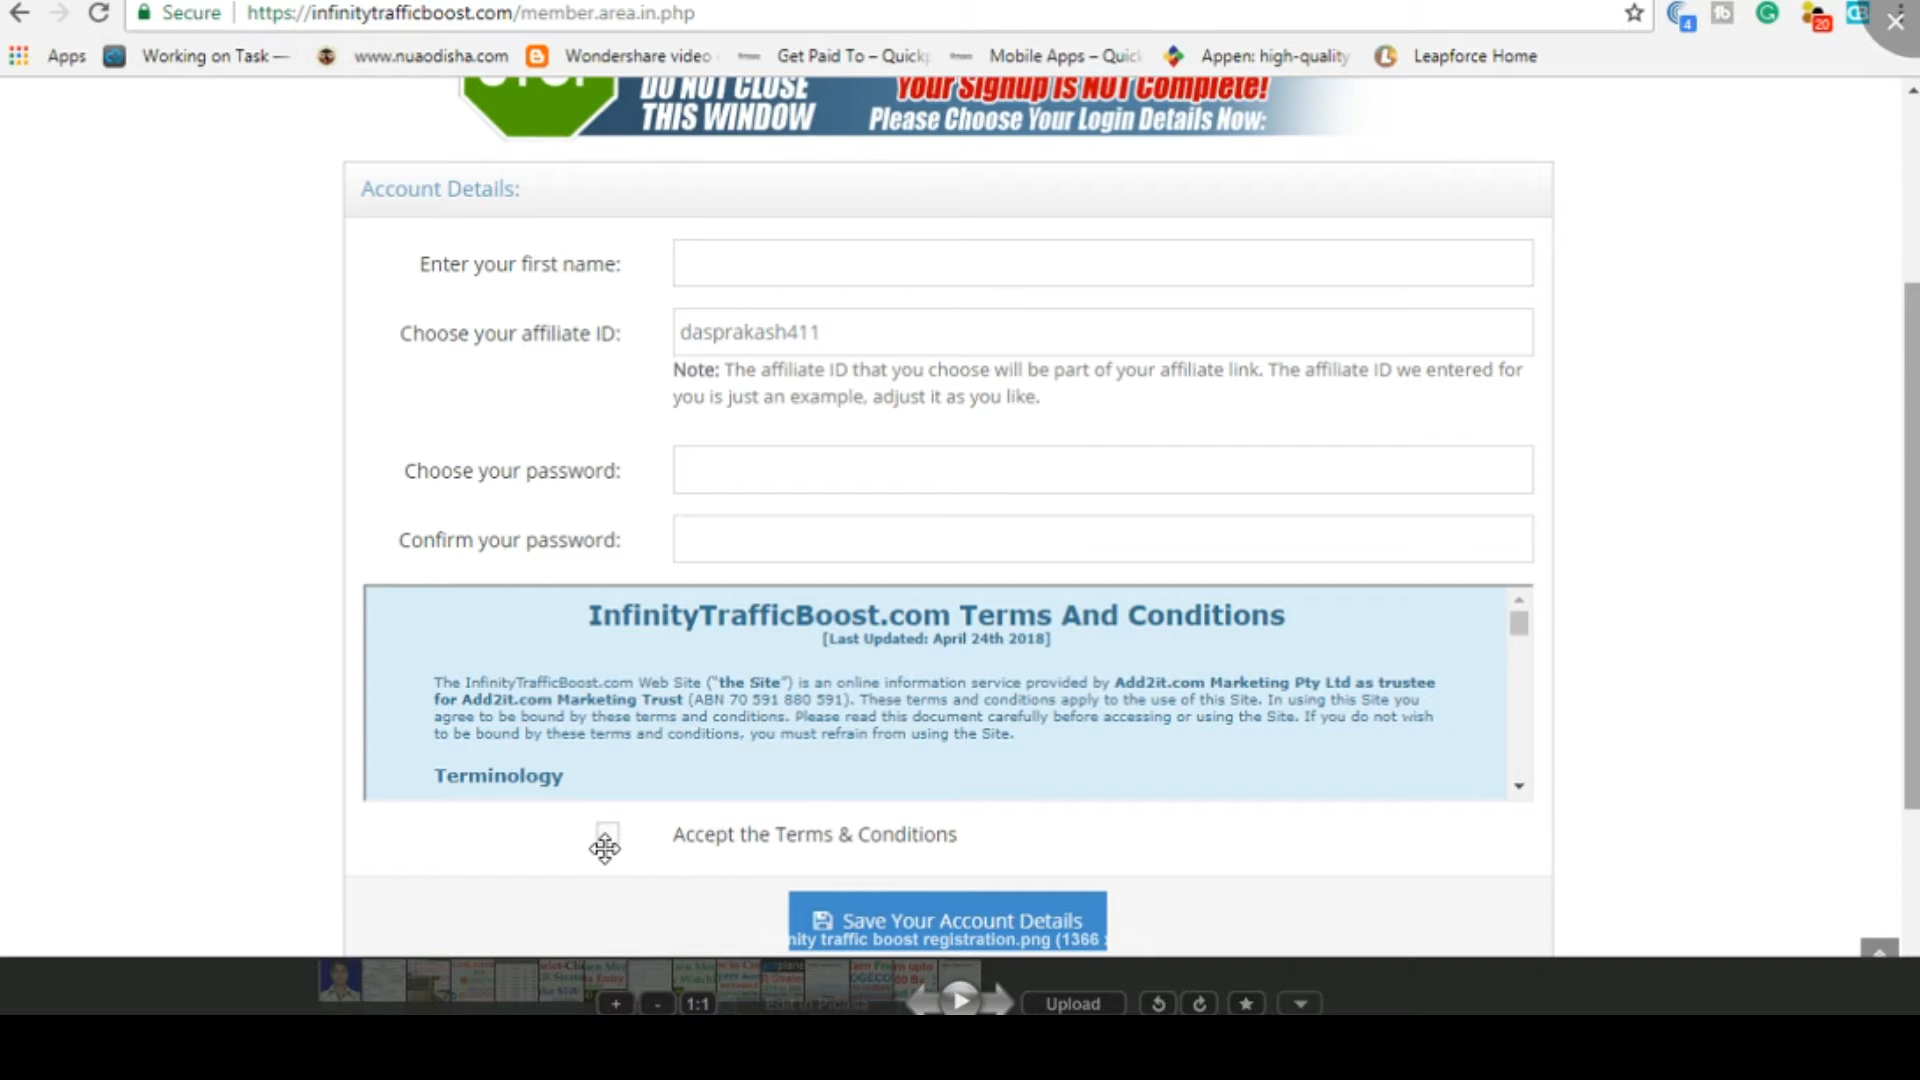 Secure https://infinitytrafficboost.com/member.area.in.php
4 20
Apps Working on Task — www.nuaodisha.com Wondershare video Get Paid To – Quick Mobile Apps – Quic Appen: high-quality Leapforce Home
STOP DO NOT CLOSE Your Signup is NOT Complete!
THIS WINDOW Please Choose Your Login Details Now:
Account Details:
Enter your first name:
Choose your affiliate ID: dasprakash411
Note: The affiliate ID that you choose will be part of your affiliate link. The affiliate ID we entered for
you is just an example, adjust it as you like.
Choose your password:
Confirm your password:
InfinityTrafficBoost.com Terms And Conditions
[Last Updated: April 24th 2018]
The InfinityTrafficBoost.com Web Site ("the Site") is an online information service provided by Add2it.com Marketing Pty Ltd as trustee
for Add2it.com Marketing Trust (ABN 70 591 880 591). These terms and conditions apply to the use of this Site. In using this Site you
agree to be bound by these terms and conditions. Please read this document carefully before accessing or using the Site. If you do not wish
to be bound by these terms and conditions, you must refrain from using the Site.
Terminology
Accept the Terms & Conditions
Save Your Account Details
nity traffic boost registration.png (1366
+ - 1:1 Edit in Picasa Upload